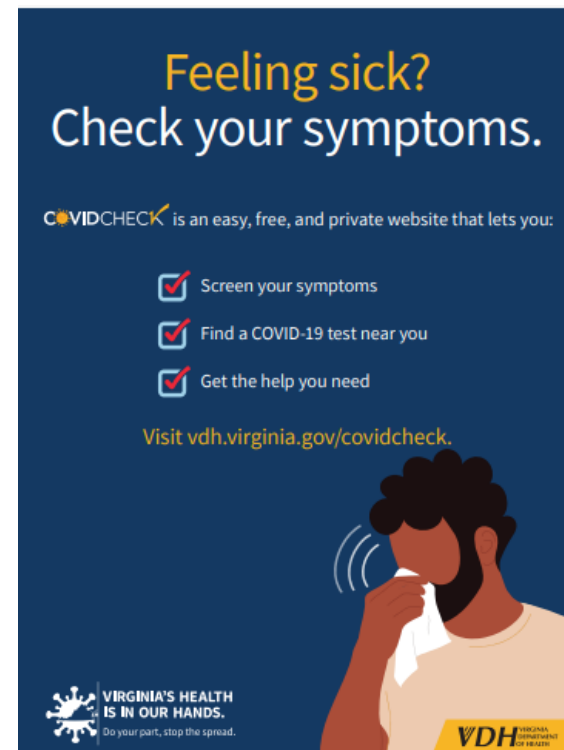 Feeling sick?
Check your symptoms.
COVIDCHECK is an easy, free, and private website that lets you:
Screen your symptoms
Find a COVID-19 test near you
Get the help you need
Visit vdh.virginia.gov/covidcheck.
VIRGINIA'S HEALTH
IS IN OUR HANDS.
Do your part, stop the spread.
VDH VIRGINIA
DEPARTMENT
OF HEALTH